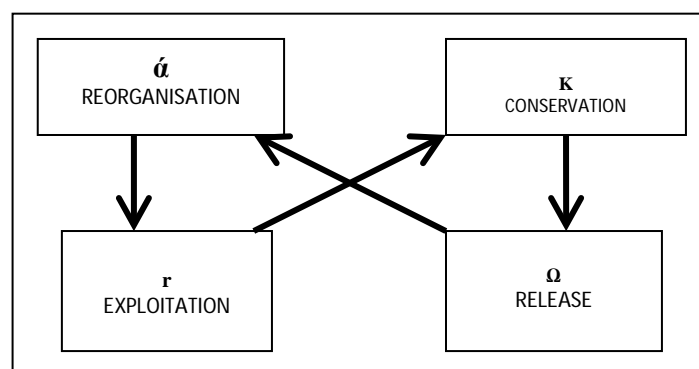 ά
REORGANISATION
K
CONSERVATION
r
EXPLOITATION
Ω
RELEASE